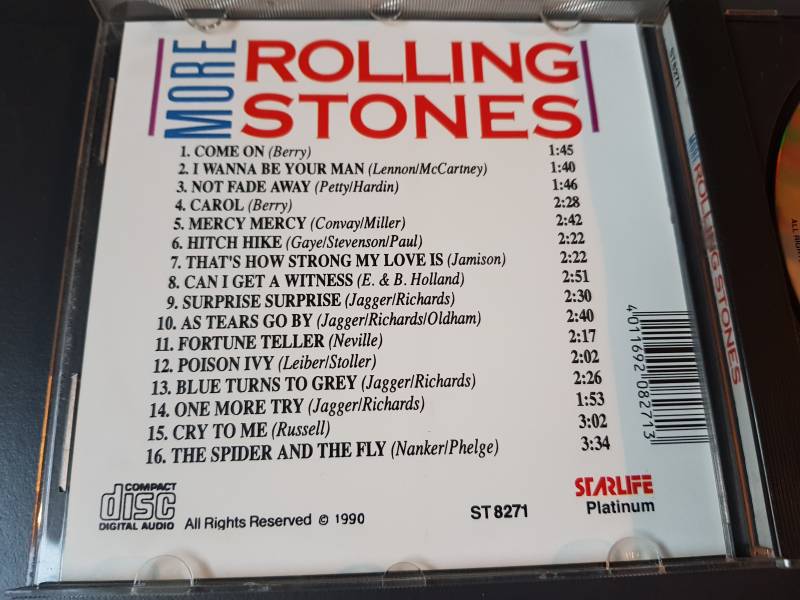 MORE ROLLING STONES
1. COME ON (Berry) 1:45
2. I WANNA BE YOUR MAN (Lennon/McCartney) 1:40
3. NOT FADE AWAY (Petty/Hardin) 1:46
4. CAROL (Berry) 2:28
5. MERCY MERCY (Convay/Miller) 2:42
6. HITCH HIKE (Gaye/Stevenson/Paul) 2:22
7. THAT'S HOW STRONG MY LOVE IS (Jamison) 2:22
8. CAN I GET A WITNESS (E. & B. Holland) 2:51
9. SURPRISE SURPRISE (Jagger/Richards) 2:30
10. AS TEARS GO BY (Jagger/Richards/Oldham) 2:40
11. FORTUNE TELLER (Neville) 2:17
12. POISON IVY (Leiber/Stoller) 2:02
13. BLUE TURNS TO GREY (Jagger/Richards) 2:26
14. ONE MORE TRY (Jagger/Richards) 1:53
15. CRY TO ME (Russell) 3:02
16. THE SPIDER AND THE FLY (Nanker/Phelge) 3:34
4 011692 082713
COMPACT
disc
DIGITAL AUDIO
All Rights Reserved © 1990
ST 8271
STARLIFE
Platinum
ST 8271
MORE ROLLING STONES